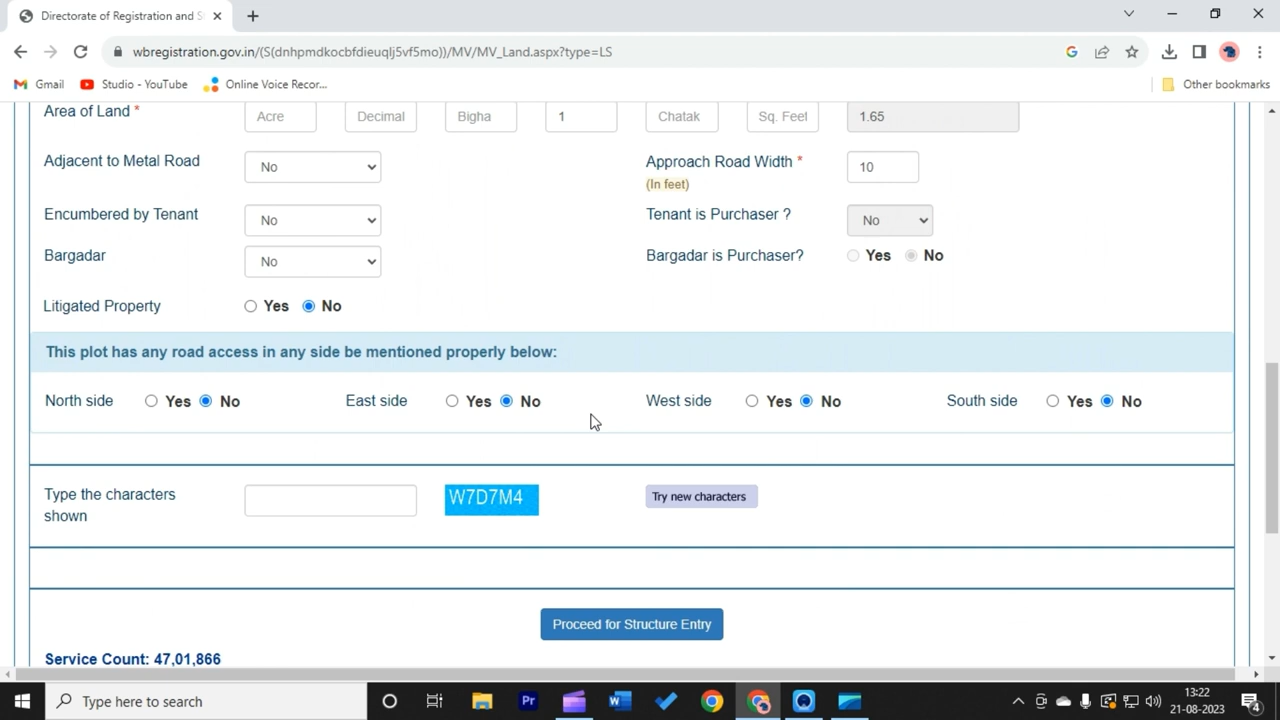 Directorate of Registration and S
wbregistration.gov.in/(S(dnhpmdkocbfdieuqlj5vf5mo))/MV/MV_Land.aspx?type=LS
Gmail Studio - YouTube Online Voice Recor... Other bookmarks
Area of Land * Acre Decimal Bigha 1 Chatak Sq. Feet 1.65
Adjacent to Metal Road No Approach Road Width * 10
(In feet)
Encumbered by Tenant No Tenant is Purchaser ? No
Bargadar No Bargadar is Purchaser? Yes No
Litigated Property Yes No
This plot has any road access in any side be mentioned properly below:
North side Yes No East side Yes No West side Yes No South side Yes No
Type the characters W7D7M4 Try new characters
shown
Proceed for Structure Entry
Service Count: 47,01,866
Type here to search 13:22
21-08-2023 4